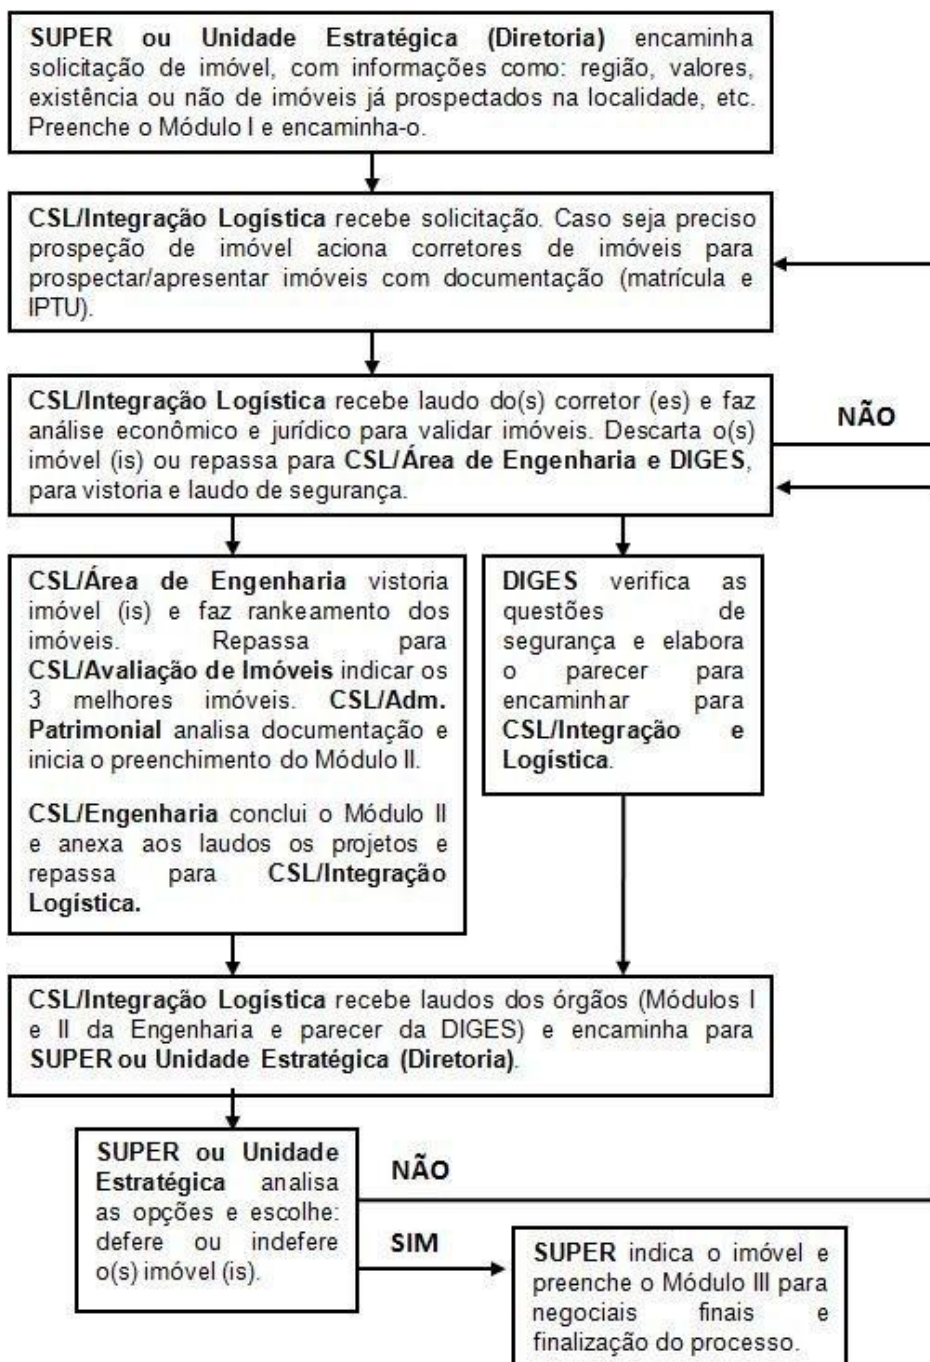 SUPER ou Unidade Estratégica (Diretoria) encaminha
solicitação de imóvel, com informações como: região, valores,
existência ou não de imóveis já prospectados na localidade, etc.
Preenche o Módulo I e encaminha-o.
CSL/Integração Logística recebe solicitação. Caso seja preciso
prospeção de imóvel aciona corretores de imóveis para
prospectar/apresentar imóveis com documentação (matrícula e
IPTU).
CSL/Integração Logística recebe laudo do(s) corretor (es) e faz
análise econômico e jurídico para validar imóveis. Descarta o(s)
imóvel (is) ou repassa para CSL/Área de Engenharia e DIGES,
para vistoria e laudo de segurança.
NÃO
CSL/Área de Engenharia vistoria
imóvel (is) e faz rankeamento dos
imóveis. Repassa para
CSL/Avaliação de Imóveis indicar os
3 melhores imóveis. CSL/Adm.
Patrimonial analisa documentação e
inicia o preenchimento do Módulo II.
CSL/Engenharia conclui o Módulo II
e anexa aos laudos os projetos e
repassa para CSL/Integração
Logística.
DIGES verifica as
questões de
segurança e elabora
o parecer para
encaminhar para
CSL/Integração e
Logística.
CSL/Integração Logística recebe laudos dos órgãos (Módulos I
e II da Engenharia e parecer da DIGES) e encaminha para
SUPER ou Unidade Estratégica (Diretoria).
SUPER ou Unidade
Estratégica analisa
as opções e escolhe:
defere ou indefere
o(s) imóvel (is).
NÃO
SIM
SUPER indica o imóvel e
preenche o Módulo III para
negociais finais e
finalização do processo.